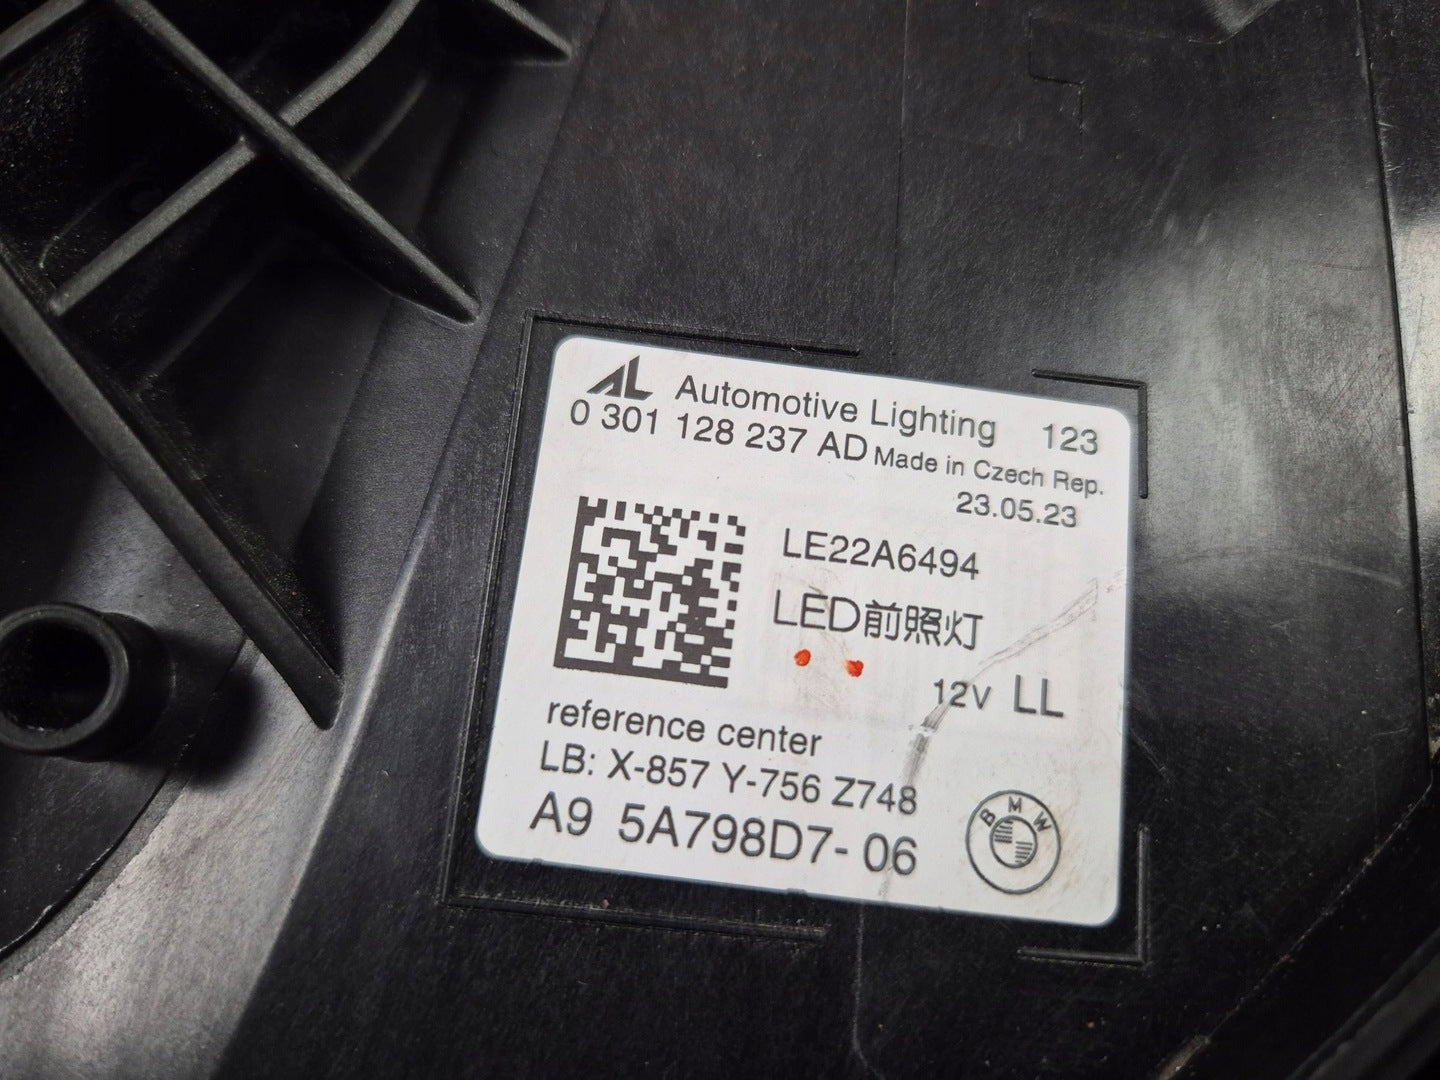 AL Automotive Lighting 123
0 301 128 237 AD Made in Czech Rep.
23.05.23
LE22A6494
LED前照灯
12V LL
reference center
LB: X-857 Y-756 Z748
A9 5A798D7- 06
BMW